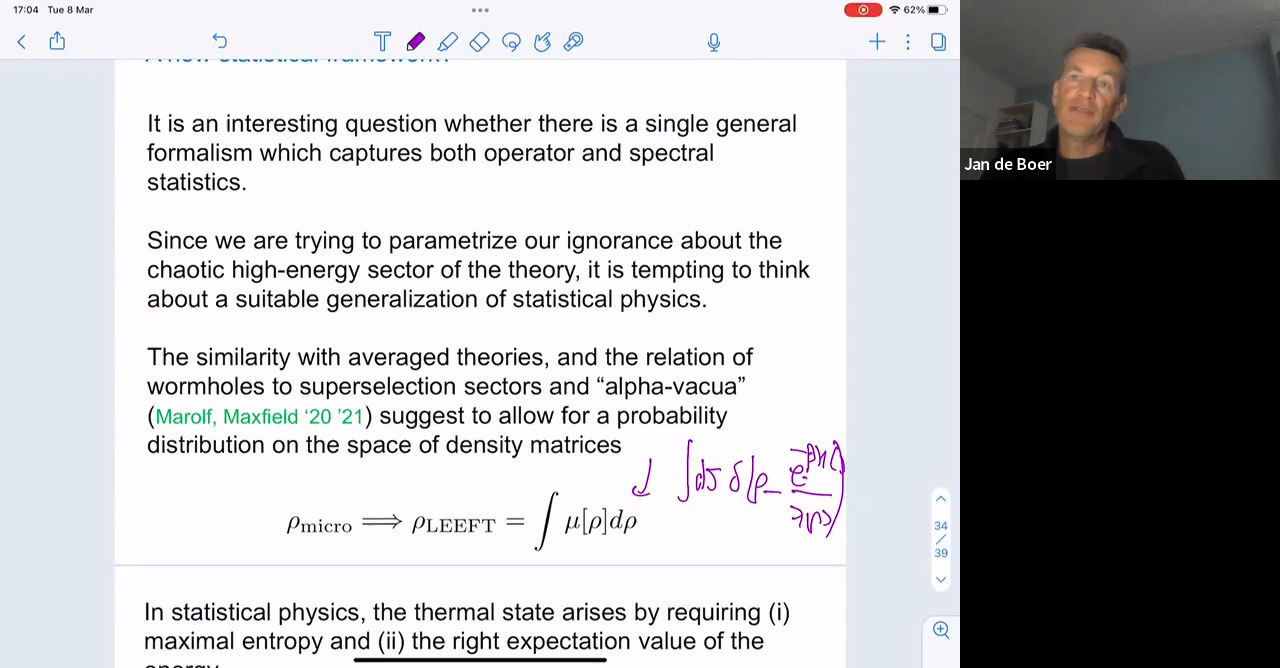 17:04 Tue 8 Mar
62%
It is an interesting question whether there is a single general
formalism which captures both operator and spectral
statistics.
Since we are trying to parametrize our ignorance about the
chaotic high-energy sector of the theory, it is tempting to think
about a suitable generalization of statistical physics.
The similarity with averaged theories, and the relation of
wormholes to superselection sectors and “alpha-vacua”
(Marolf, Maxfield ‘20 ’21) suggest to allow for a probability
distribution on the space of density matrices
ρmicro ⟹ ρLEEFT = ∫ μ[ρ]dρ
In statistical physics, the thermal state arises by requiring (i)
maximal entropy and (ii) the right expectation value of the
Jan de Boer
34
/
39